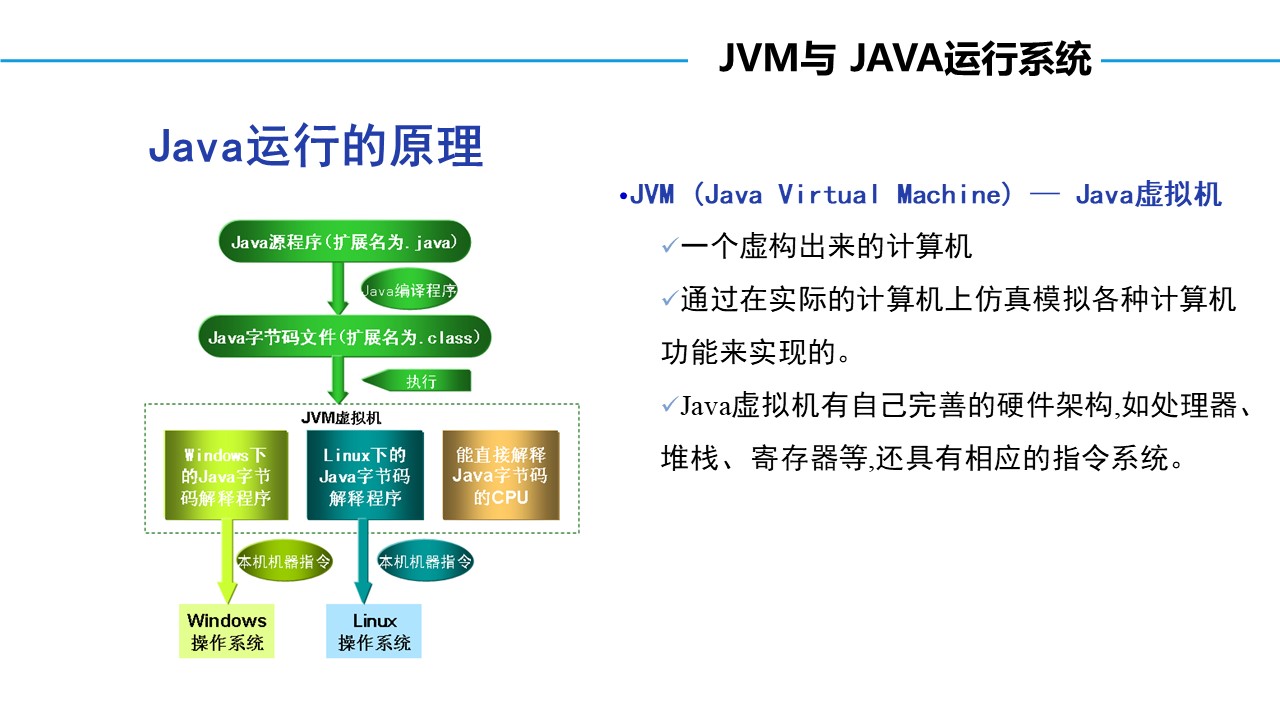 JVM与 JAVA运行系统
Java运行的原理
Java源程序(扩展名为.java)
Java编译程序
Java字节码文件(扩展名为.class)
执行
JVM虚拟机
Windows下
的Java字节
码解释程序
Linux下的
Java字节码
解释程序
能直接解释
Java字节码
的CPU
本机机器指令
本机机器指令
Windows
操作系统
Linux
操作系统
•JVM (Java Virtual Machine) — Java虚拟机
✓一个虚构出来的计算机
✓通过在实际的计算机上仿真模拟各种计算机
功能来实现的。
✓Java虚拟机有自己完善的硬件架构,如处理器、
堆栈、寄存器等,还具有相应的指令系统。